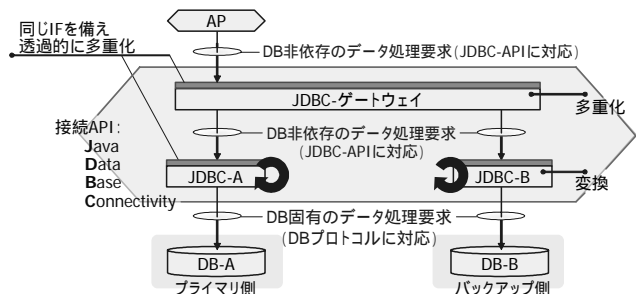 同じIFを備え
透過的に多重化
AP
DB非依存のデータ処理要求(JDBC-APIに対応)
JDBC-ゲートウェイ
多重化
接続API:
Java
Data
Base
Connectivity
DB非依存のデータ処理要求
(JDBC-APIに対応)
JDBC-A
JDBC-B
変換
DB固有のデータ処理要求
(DBプロトコルに対応)
DB-A
DB-B
プライマリ側
バックアップ側